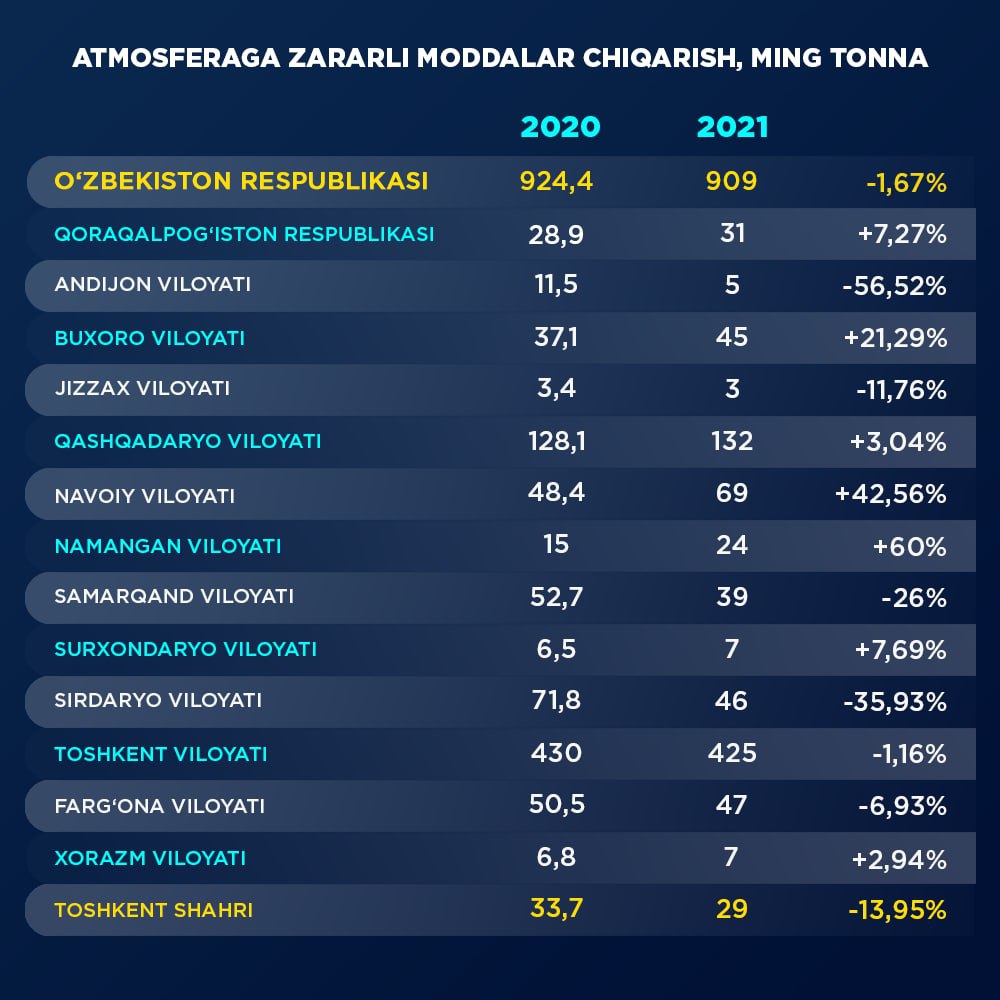 ATMOSFERAGA ZARARLI MODDALAR CHIQARISH, MING TONNA
2020 2021
O‘ZBEKISTON RESPUBLIKASI 924,4 909 -1,67%
QORAQALPOG‘ISTON RESPUBLIKASI 28,9 31 +7,27%
ANDIJON VILOYATI 11,5 5 -56,52%
BUXORO VILOYATI 37,1 45 +21,29%
JIZZAX VILOYATI 3,4 3 -11,76%
QASHQADARYO VILOYATI 128,1 132 +3,04%
NAVOIY VILOYATI 48,4 69 +42,56%
NAMANGAN VILOYATI 15 24 +60%
SAMARQAND VILOYATI 52,7 39 -26%
SURXONDARYO VILOYATI 6,5 7 +7,69%
SIRDARYO VILOYATI 71,8 46 -35,93%
TOSHKENT VILOYATI 430 425 -1,16%
FARG‘ONA VILOYATI 50,5 47 -6,93%
XORAZM VILOYATI 6,8 7 +2,94%
TOSHKENT SHAHRI 33,7 29 -13,95%